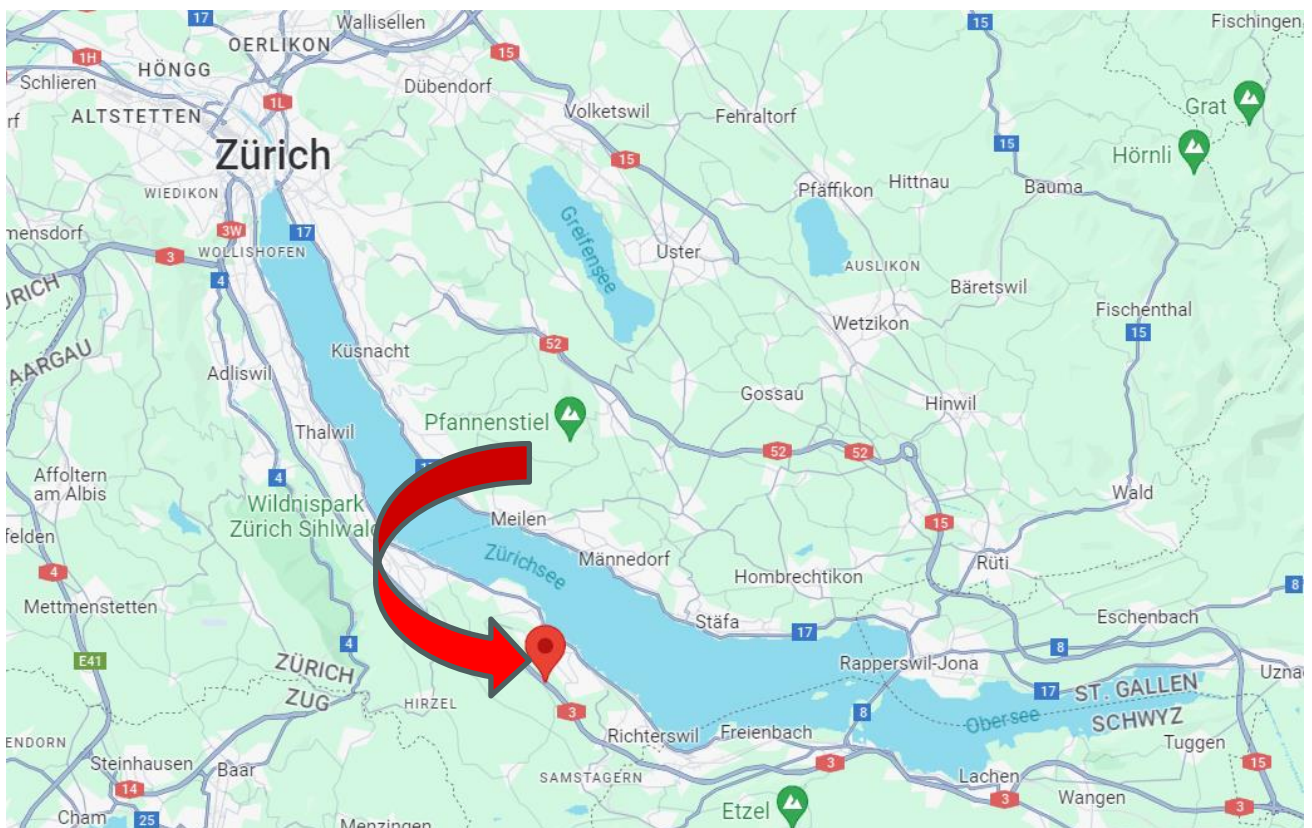 17
Wallisellen
15
Fischingen
OERLIKON
1H
HÖNGG
15
Schlieren
Dübendorf
1L
Volketswil
Fehraltorf
Grat
rf
ALTSTETTEN
Zürich
15
15
Hörnli
WIEDIKON
Pfäffikon
Hittnau
Bauma
mensdorf
3W
17
Greifensee
3
WOLLISHOFEN
Uster
4
AUSLIKON
Bäretswil
ÜRICH
AARGAU
Fischenthal
Wetzikon
15
Küsnacht
52
Adliswil
Gossau
Hinwil
Pfannenstiel
Thalwil
52
52
Affoltern
am Albis
4
Wildnispark
Zürich Sihlwald
Wald
Meilen
15
felden
Zürichsee
Männedorf
Rüti
4
Hombrechtikon
8
Mettmenstetten
Stäfa
17
Eschenbach
4
8
E41
ZÜRICH
ZUG
Rapperswil-Jona
Uzna
17
ST. GALLEN
HIRZEL
3
8
Obersee
SCHWYZ
Richterswil
Freienbach
ENDORN
Tuggen
Steinhausen
Baar
SAMSTAGERN
3
15
Lachen
14
3
Wangen
3
Etzel
Cham
25
Menzingen